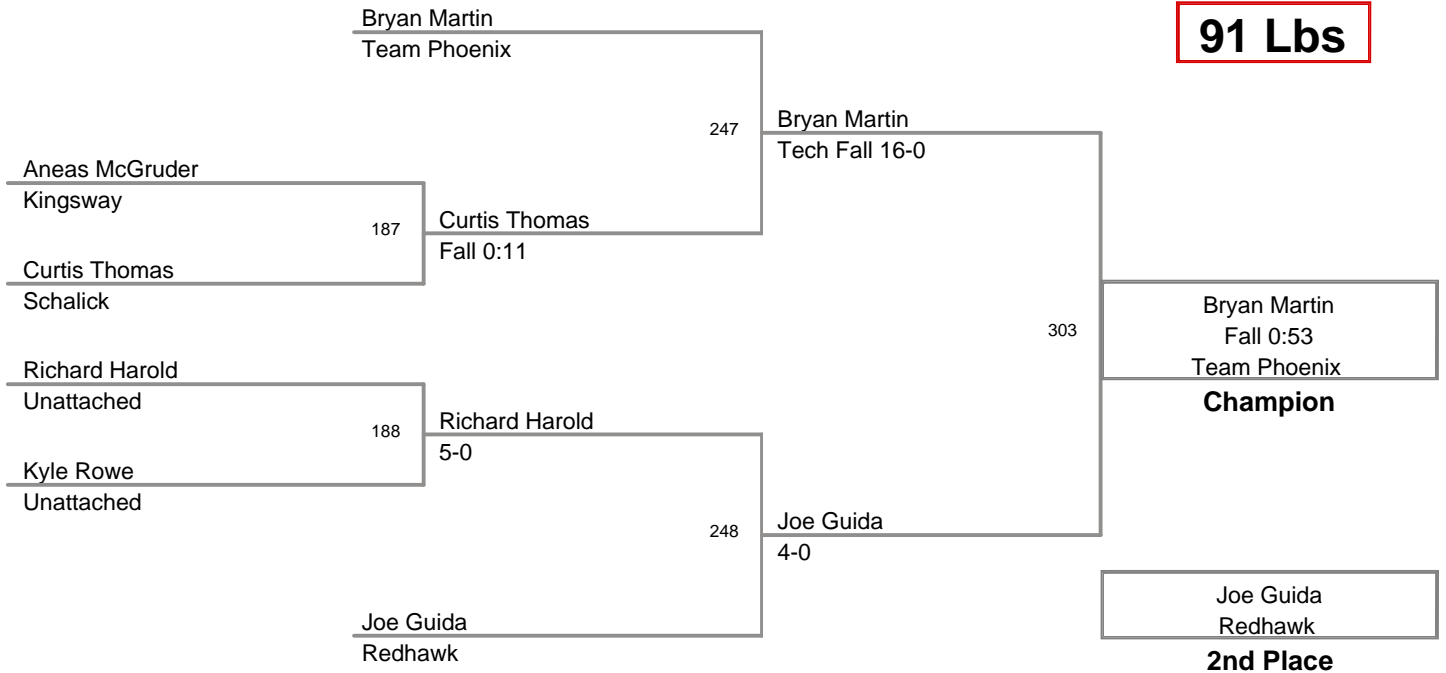 Bryan Martin
Team Phoenix
91 Lbs
247
Bryan Martin
Tech Fall 16-0
Aneas McGruder
Kingsway
187
Curtis Thomas
Fall 0:11
Curtis Thomas
Schalick
303
Bryan Martin
Fall 0:53
Team Phoenix
Champion
Richard Harold
Unattached
188
Richard Harold
5-0
Kyle Rowe
Unattached
248
Joe Guida
4-0
Joe Guida
Redhawk
Joe Guida
Redhawk
2nd Place